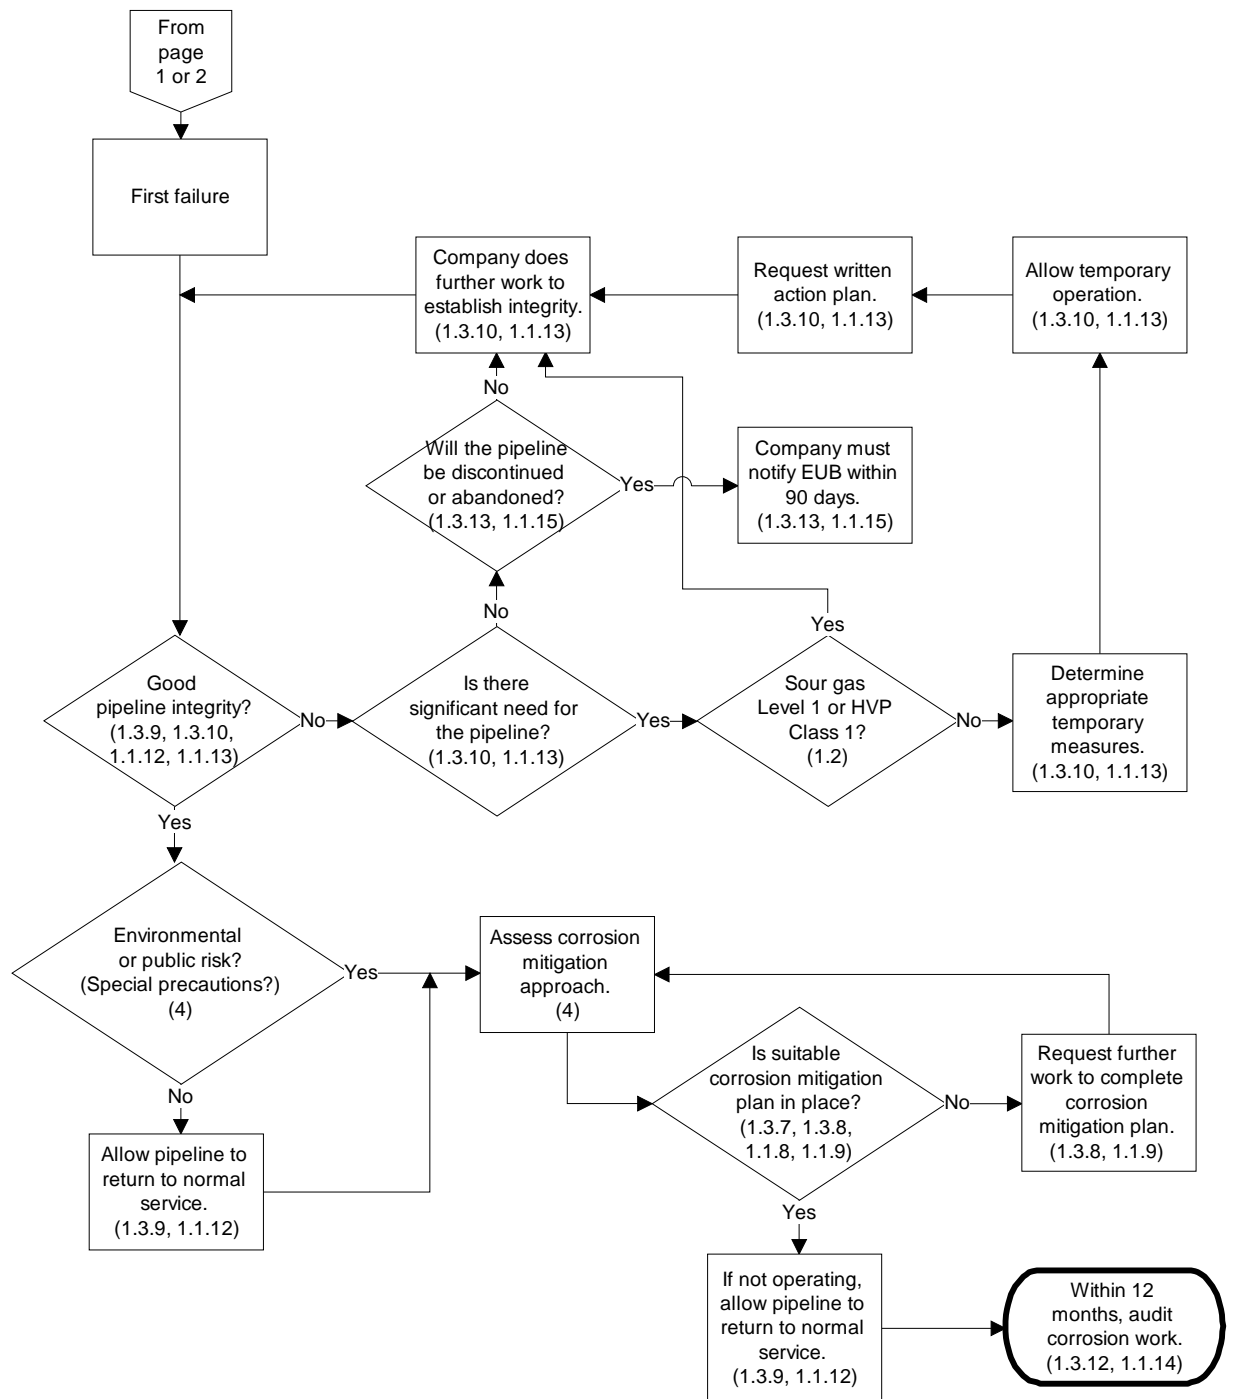 From
page
1 or 2
First failure
Company does
further work to
establish integrity.
(1.3.10, 1.1.13)
Request written
action plan.
(1.3.10, 1.1.13)
Allow temporary
operation.
(1.3.10, 1.1.13)
No
Will the pipeline
be discontinued
or abandoned?
(1.3.13, 1.1.15)
Yes
Company must
notify EUB within
90 days.
(1.3.13, 1.1.15)
No
Yes
Good
pipeline integrity?
(1.3.9, 1.3.10,
1.1.12, 1.1.13)
No
Is there
significant need for
the pipeline?
(1.3.10, 1.1.13)
Yes
Sour gas
Level 1 or HVP
Class 1?
(1.2)
No
Determine
appropriate
temporary
measures.
(1.3.10, 1.1.13)
Yes
Environmental
or public risk?
(Special precautions?)
(4)
Yes
Assess corrosion
mitigation
approach.
(4)
Is suitable
corrosion mitigation
plan in place?
(1.3.7, 1.3.8,
1.1.8, 1.1.9)
No
Request further
work to complete
corrosion
mitigation plan.
(1.3.8, 1.1.9)
No
Allow pipeline to
return to normal
service.
(1.3.9, 1.1.12)
Yes
If not operating,
allow pipeline to
return to normal
service.
(1.3.9, 1.1.12)
Within 12
months, audit
corrosion work.
(1.3.12, 1.1.14)